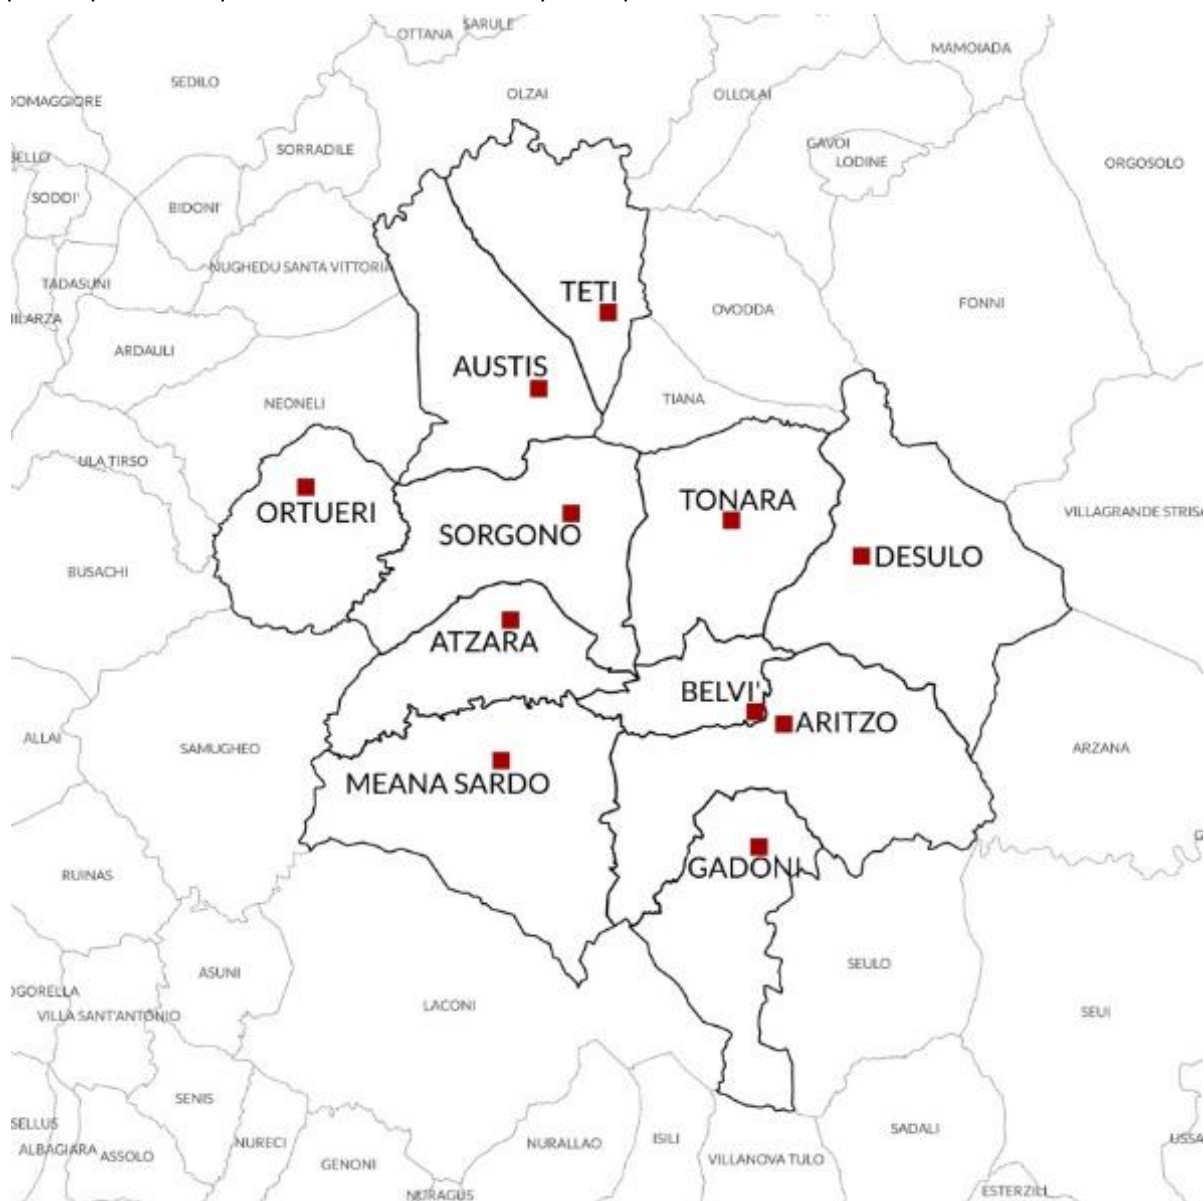 SARULE
OTTANA
MAMOIADA
SEDILO
OLZAI
OLLOLAI
DOMAGGIORE
GAVOI
SORRADILE
BELLO
LODINE
ORGOSOLO
SODDI'
BIDONI'
NUGHEDU SANTA VITTORIA
TADASUNI
TETI
FONNI
OVODDA
ILARZA
ARDAULI
AUSTIS
TIANA
NEONELI
ULA TIRSO
TONARA
ORTUERI
VILLAGRANDE STRISA
SORGONO
DESULO
BUSACHI
ATZARA
BELVI'
ARITZO
ALLAI
SAMUGHEO
ARZANA
MEANA SARDO
G
GADONI
RUINAS
SEULO
ASUNI
OGORELLA
LACONI
SEUI
VILLA SANT'ANTONIO
SENIS
SELLUS
SADALI
USSA
NURECI
NURALLAO
ISILI
ALBAGIARA
ASSOLO
VILLANOVA TULO
GENONI
ESTERZILI
NURAGUS